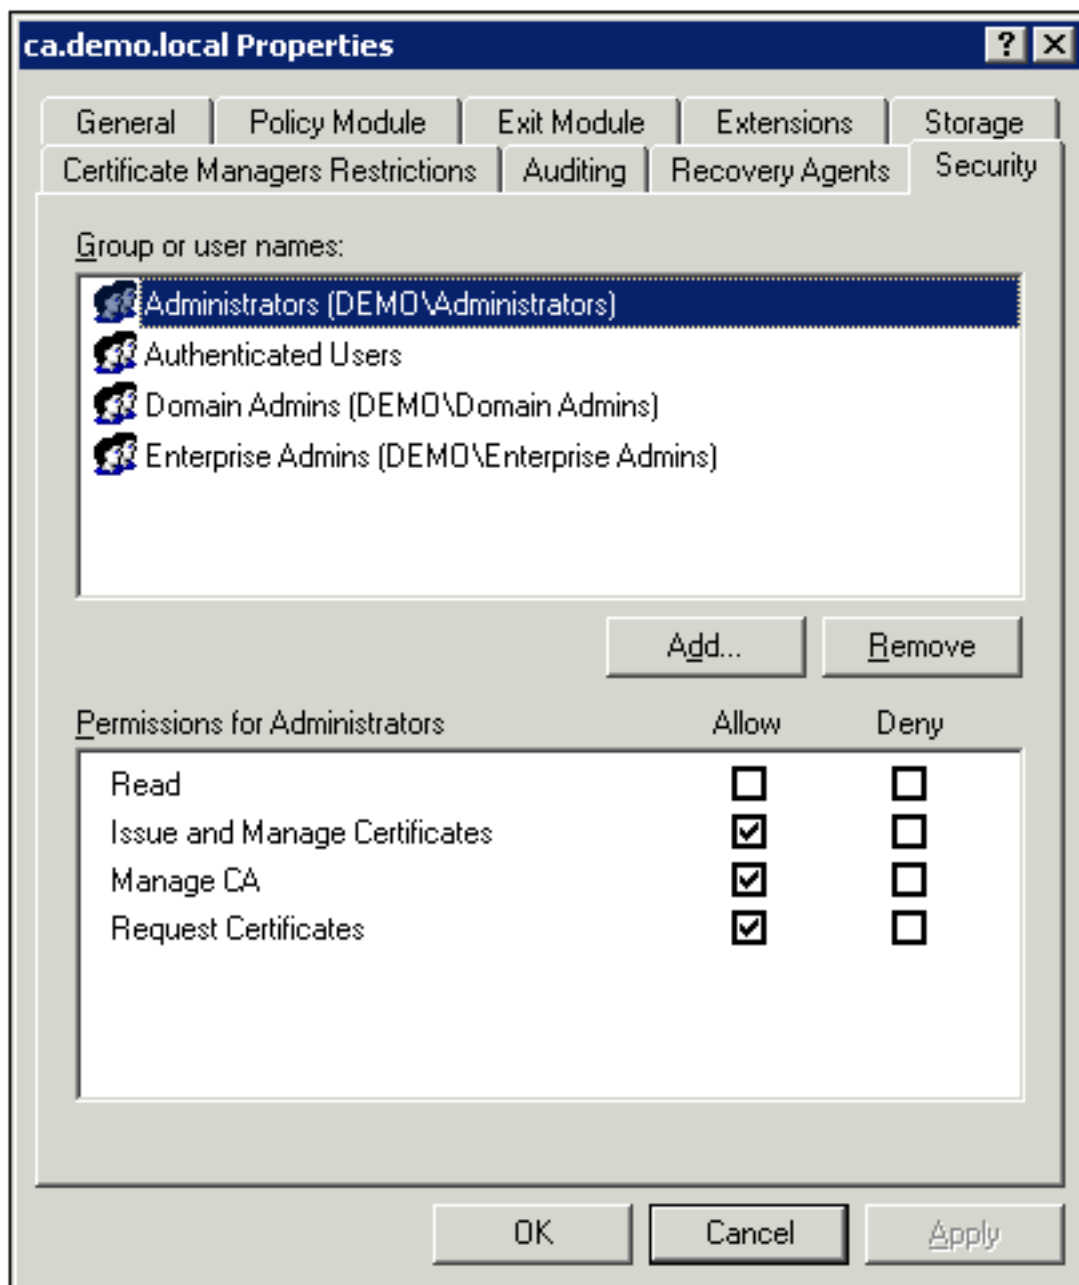 ca.demo.local Properties
General Policy Module Exit Module Extensions Storage
Certificate Managers Restrictions Auditing Recovery Agents Security
Group or user names:
Administrators (DEMO\Administrators)
Authenticated Users
Domain Admins (DEMO\Domain Admins)
Enterprise Admins (DEMO\Enterprise Admins)
Add... Remove
Permissions for Administrators Allow Deny
Read
Issue and Manage Certificates
Manage CA
Request Certificates
OK Cancel Apply